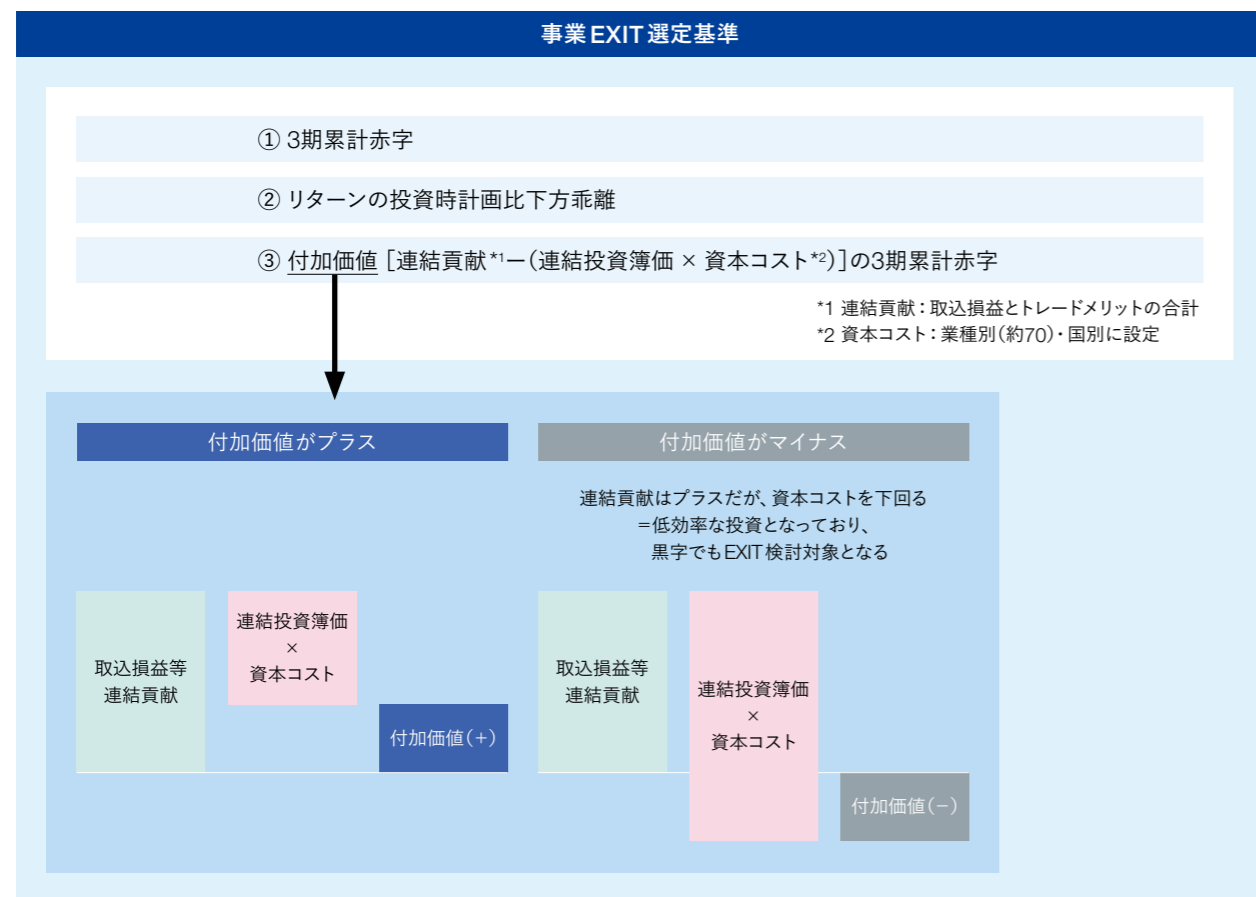 事業EXIT選定基準
① 3期累計赤字
② リターンの投資時計画比下方乖離
③ 付加価値［連結貢献*1ー（連結投資簿価 × 資本コスト*2）］の3期累計赤字
*1 連結貢献：取込損益とトレードメリットの合計
*2 資本コスト：業種別（約70）・国別に設定
付加価値がプラス
付加価値がマイナス
連結貢献はプラスだが、資本コストを下回る
＝低効率な投資となっており、
黒字でもEXIT検討対象となる
取込損益等
連結貢献
連結投資簿価
×
資本コスト
付加価値（＋）
取込損益等
連結貢献
連結投資簿価
×
資本コスト
付加価値（－）